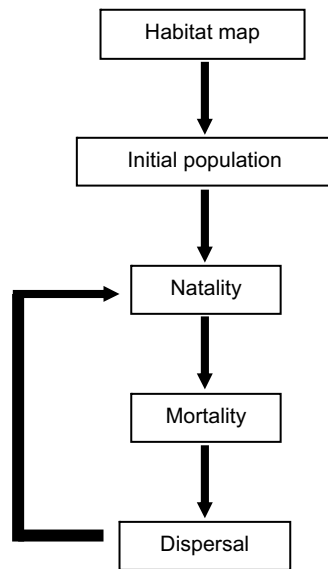 Habitat map
Initial population
Natality
Mortality
Dispersal